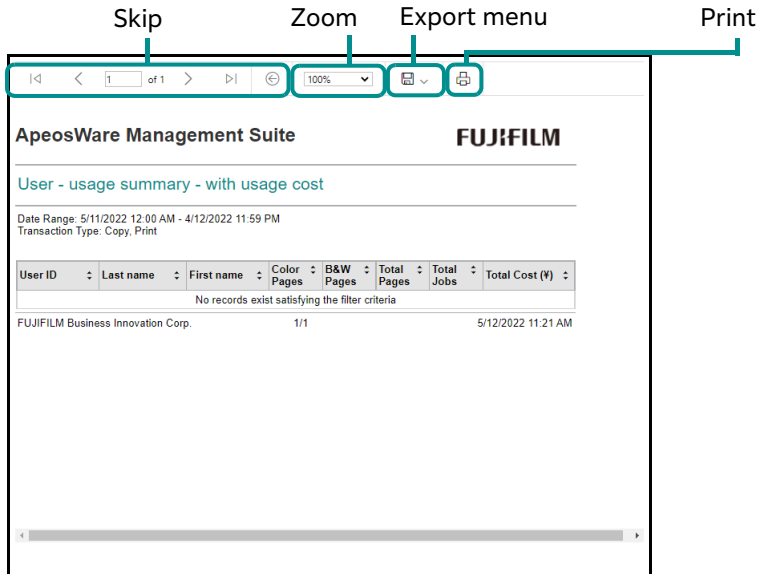 Skip Zoom Export menu Print
1 of 1 100%
ApeosWare Management Suite FUJIFILM
User - usage summary - with usage cost
Date Range: 5/11/2022 12:00 AM - 4/12/2022 11:59 PM
Transaction Type: Copy, Print
User ID Last name First name Color Pages B&W Pages Total Pages Total Jobs Total Cost (¥)
No records exist satisfying the filter criteria
FUJIFILM Business Innovation Corp. 1/1 5/12/2022 11:21 AM